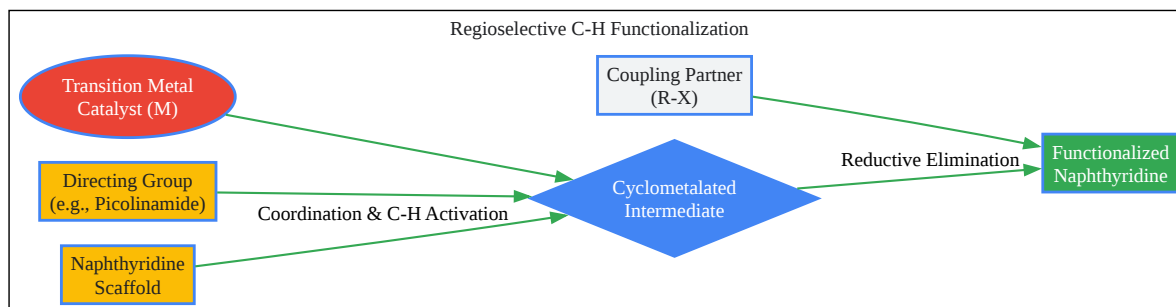 Regioselective C-H Functionalization
Transition Metal
Catalyst (M)
Coupling Partner
(R-X)
Directing Group
(e.g., Picolinamide)
Coordination & C-H Activation
Cyclometalated
Intermediate
Reductive Elimination
Functionalized
Naphthyridine
Naphthyridine
Scaffold